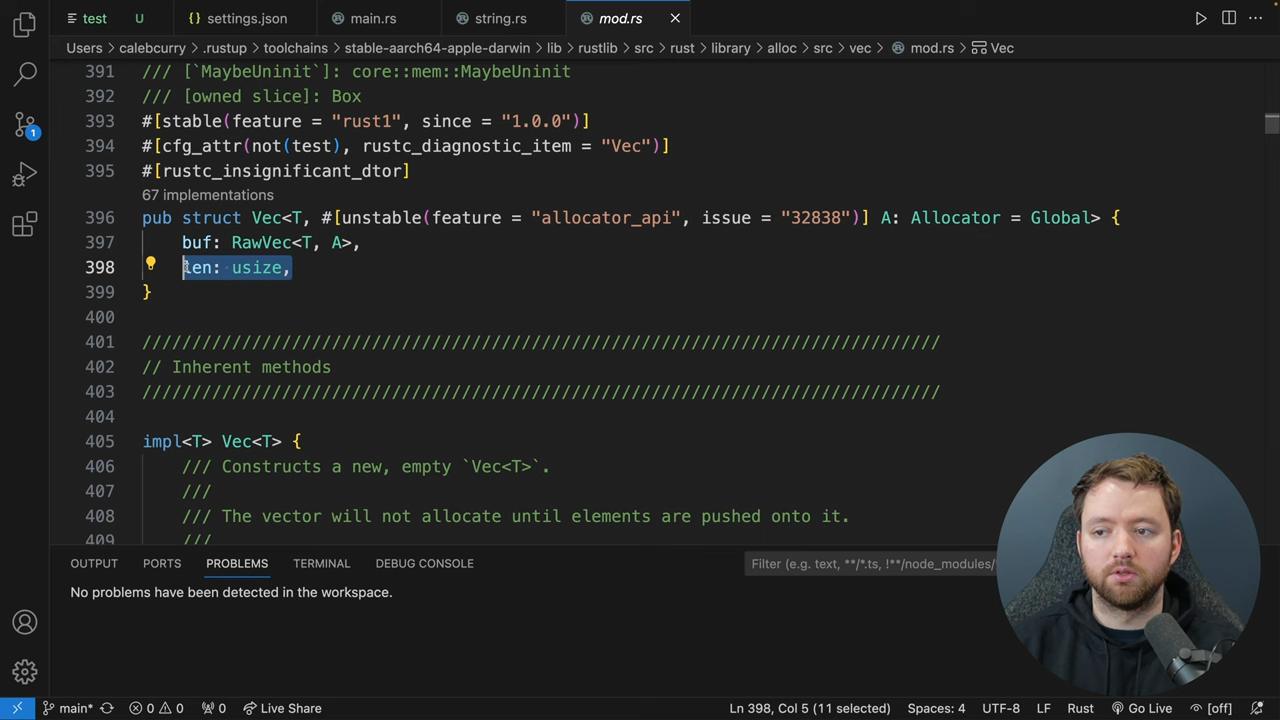 test U settings.json main.rs string.rs mod.rs
Users calebcurry .rustup toolchains stable-aarch64-apple-darwin lib rustlib src rust library alloc src vec mod.rs Vec
391 /// [`MaybeUninit`]: core::mem::MaybeUninit
392 /// [owned slice]: Box
393 #[stable(feature = "rust1", since = "1.0.0")]
394 #[cfg_attr(not(test), rustc_diagnostic_item = "Vec")]
395 #[rustc_insignificant_dtor]
67 implementations
396 pub struct Vec<T, #[unstable(feature = "allocator_api", issue = "32838")] A: Allocator = Global> {
397 buf: RawVec<T, A>,
398 len: usize,
399 }
400
401 ////////////////////////////////////////////////////////////////////////////////
402 // Inherent methods
403 ////////////////////////////////////////////////////////////////////////////////
404
405 impl<T> Vec<T> {
406 /// Constructs a new, empty `Vec<T>`.
407 ///
408 /// The vector will not allocate until elements are pushed onto it.
409 ///
1
OUTPUT PORTS PROBLEMS TERMINAL DEBUG CONSOLE Filter (e.g. text, **/*.ts, !**/node_modules/
No problems have been detected in the workspace.
main* 0 0 0 Live Share Ln 398, Col 5 (11 selected) Spaces: 4 UTF-8 LF Rust Go Live [off]